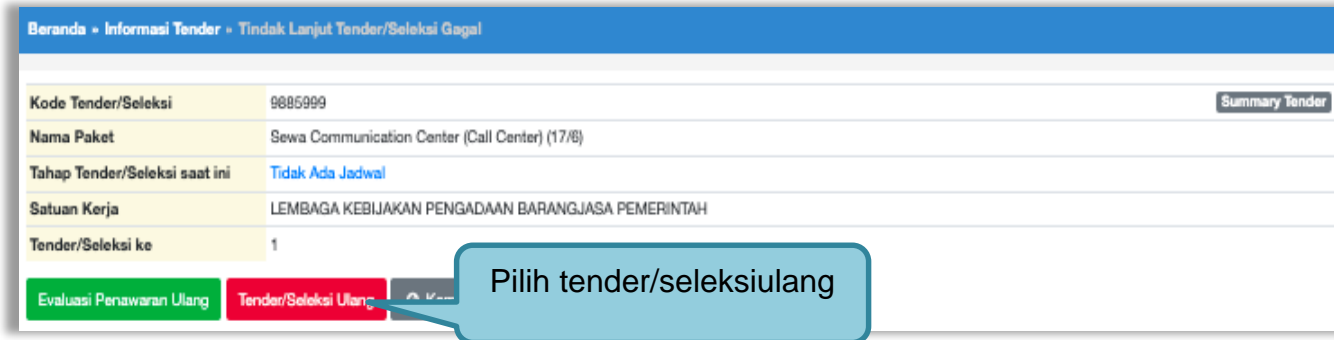 Beranda » Informasi Tender » Tindak Lanjut Tender/Seleksi Gagal
Kode Tender/Seleksi 9885999 Summary Tender
Nama Paket Sewa Communication Center (Call Center) (17/6)
Tahap Tender/Seleksi saat ini Tidak Ada Jadwal
Satuan Kerja LEMBAGA KEBIJAKAN PENGADAAN BARANGJASA PEMERINTAH
Tender/Seleksi ke 1
Pilih tender/seleksiulang
Evaluasi Penawaran Ulang Tender/Seleksi Ulang